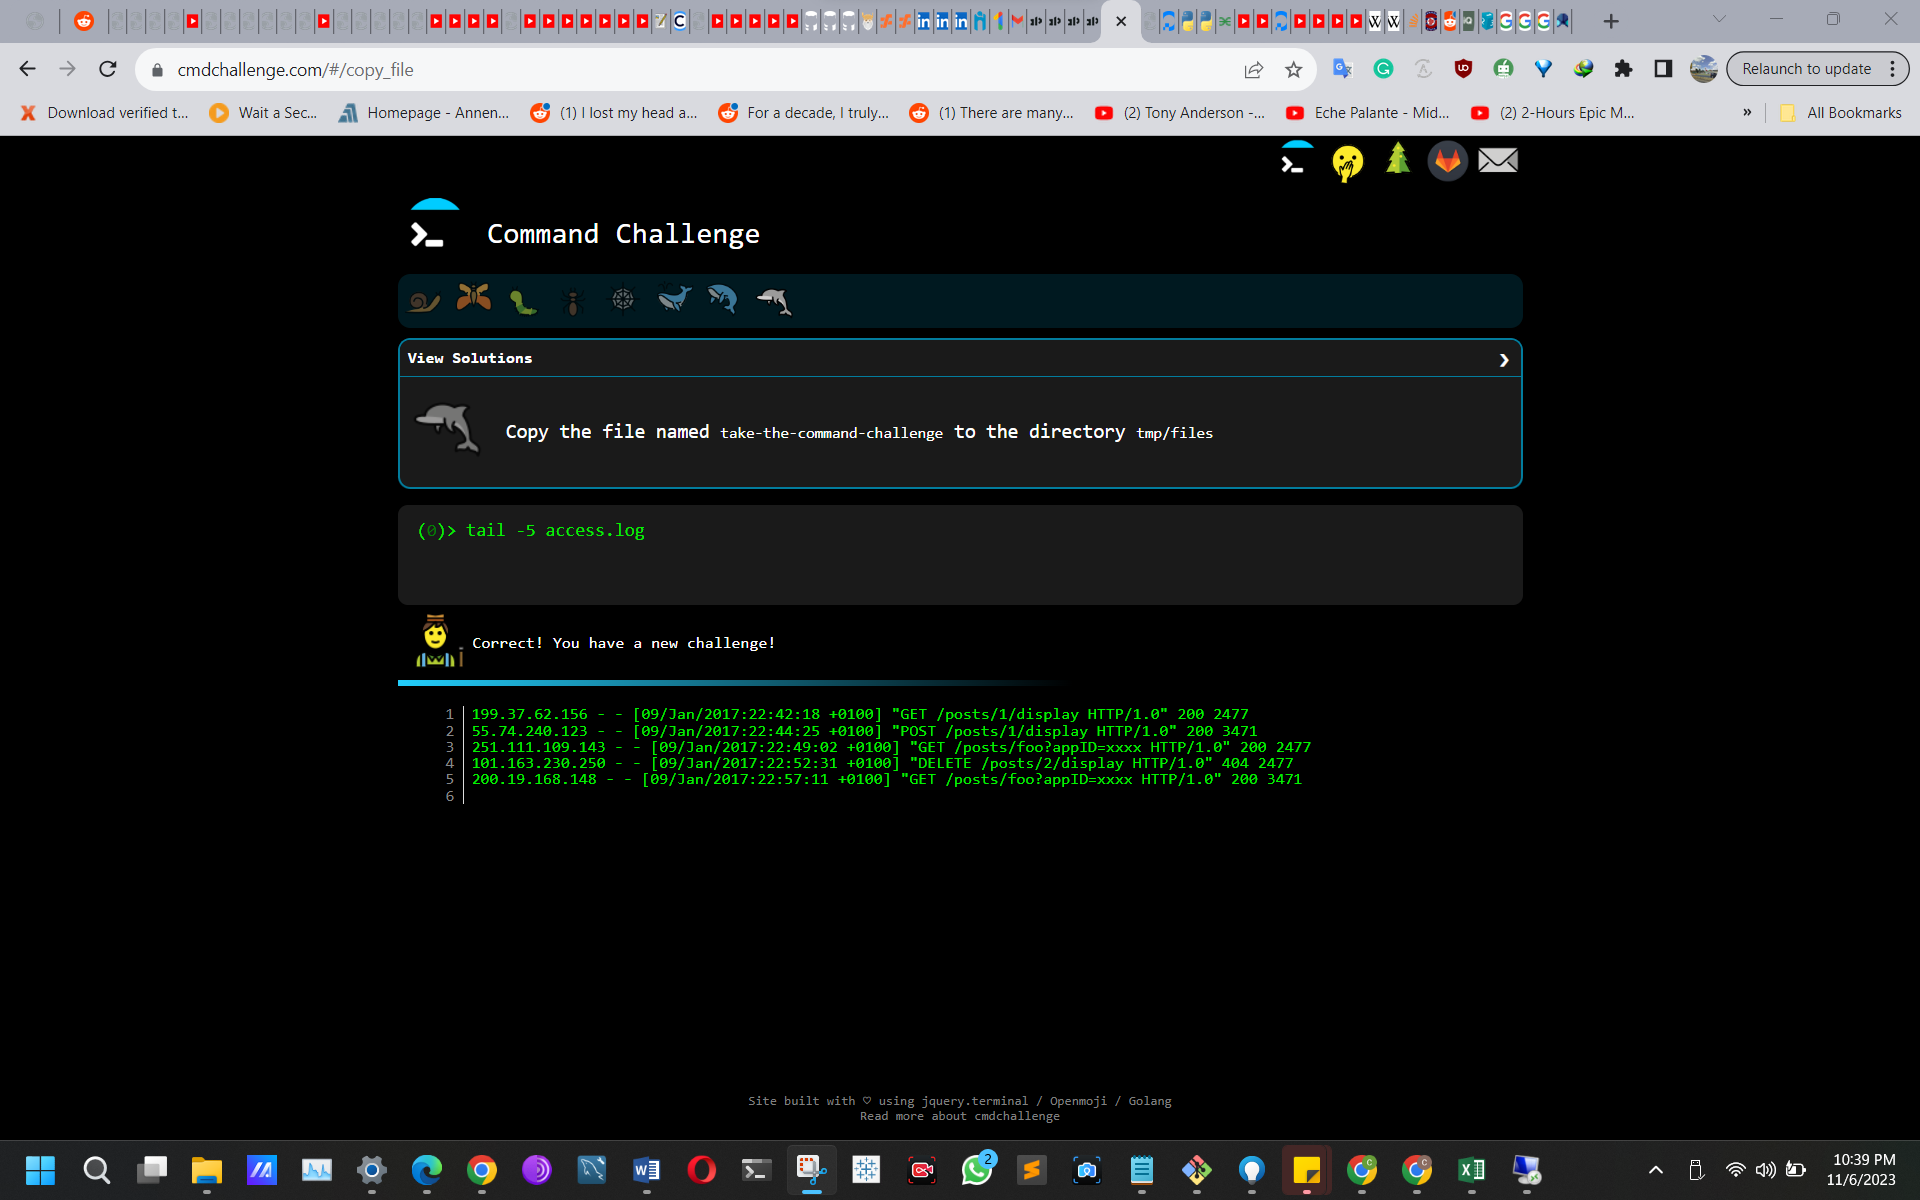 cmdchallenge.com/#/copy_file
Relaunch to update
Download verified t...
Wait a Sec...
Homepage - Annen...
(1) I lost my head a...
For a decade, I truly...
(1) There are many...
(2) Tony Anderson -...
Eche Palante - Mid...
(2) 2-Hours Epic M...
»
All Bookmarks
Command Challenge
View Solutions
Copy the file named take-the-command-challenge to the directory tmp/files
(0)> tail -5 access.log
Correct! You have a new challenge!
1 199.37.62.156 - - [09/Jan/2017:22:42:18 +0100] "GET /posts/1/display HTTP/1.0" 200 2477
2 55.74.240.123 - - [09/Jan/2017:22:44:25 +0100] "POST /posts/1/display HTTP/1.0" 200 3471
3 251.111.109.143 - - [09/Jan/2017:22:49:02 +0100] "GET /posts/foo?appID=xxxx HTTP/1.0" 200 2477
4 101.163.230.250 - - [09/Jan/2017:22:52:31 +0100] "DELETE /posts/2/display HTTP/1.0" 404 2477
5 200.19.168.148 - - [09/Jan/2017:22:57:11 +0100] "GET /posts/foo?appID=xxxx HTTP/1.0" 200 3471
6
Site built with ♡ using jquery.terminal / Openmoji / Golang
Read more about cmdchallenge
2
10:39 PM
11/6/2023